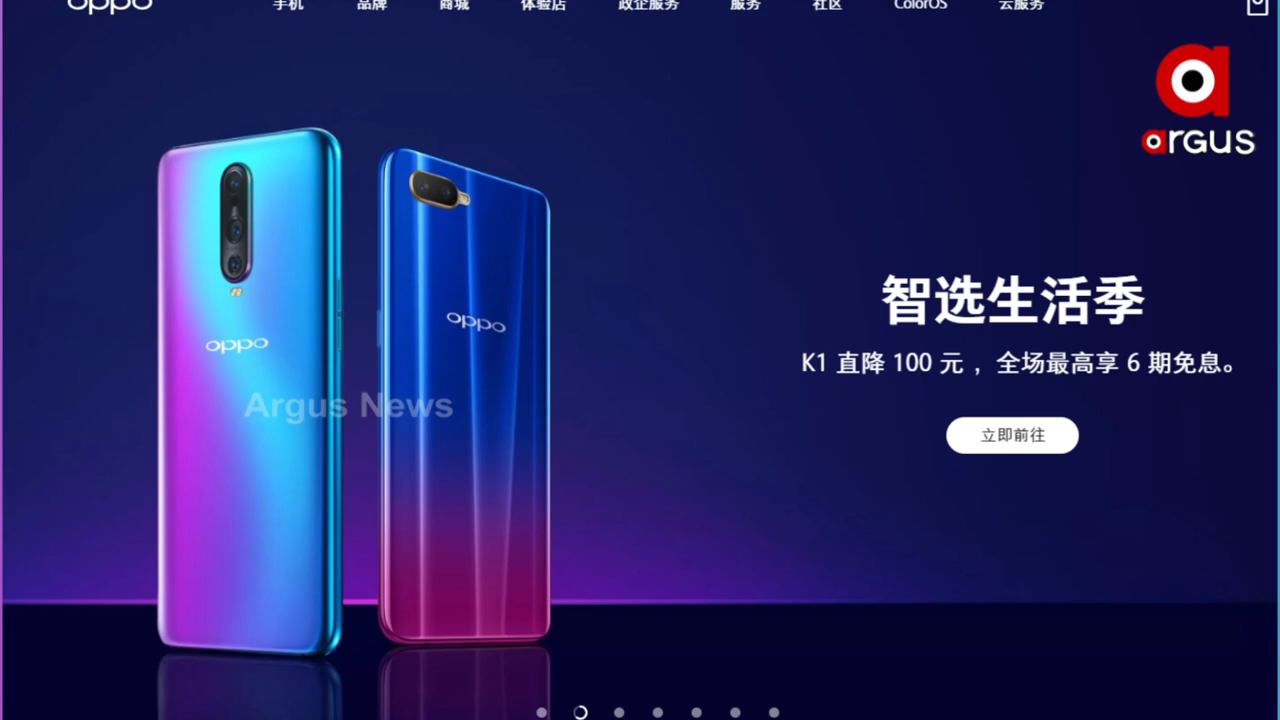 oppo
手机 品牌 商城 体验店 政企服务 服务 社区 ColorOS 云服务
argus
oppo
oppo
智选生活季
K1 直降 100 元 ，全场最高享 6 期免息。
Argus News
立即前往